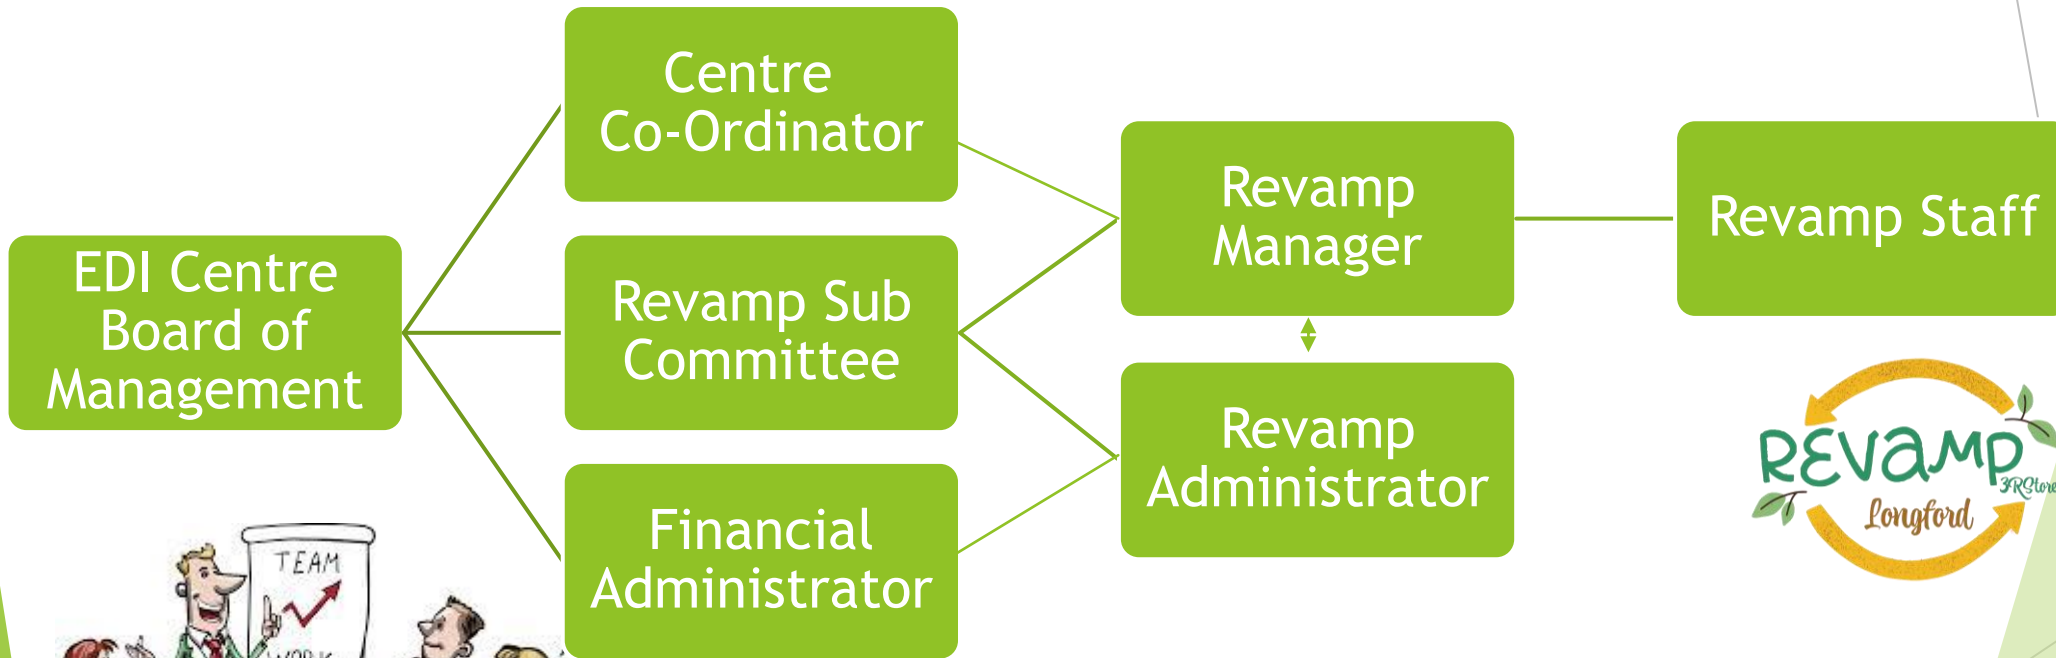 Centre
Co-Ordinator
EDI Centre
Board of
Management
Revamp Sub
Committee
Financial
Administrator
Revamp
Manager
Revamp
Administrator
Revamp Staff
REVAMP
3RStore
Longford
TEAM
WORK